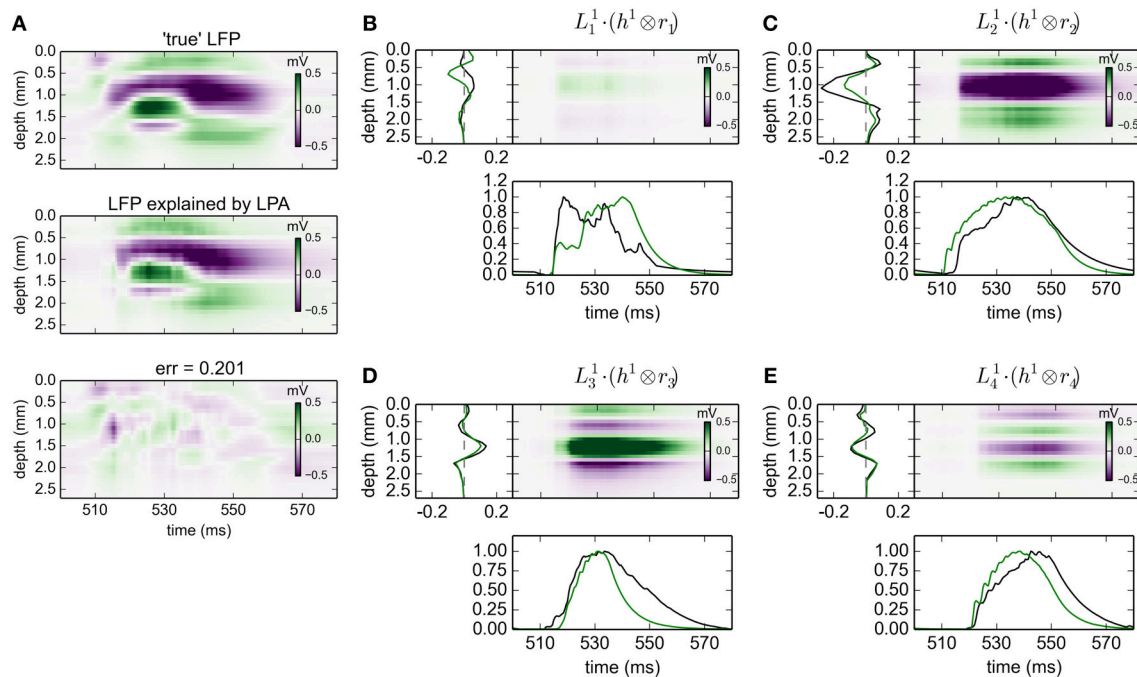 A
'true' LFP
mV
0.0
0.5
1.0
1.5
2.0
2.5
depth (mm)
0.5
0.0
−0.5
LFP explained by LPA
mV
0.0
0.5
1.0
1.5
2.0
2.5
depth (mm)
0.5
0.0
−0.5
err = 0.201
mV
0.0
0.5
1.0
1.5
2.0
2.5
depth (mm)
0.5
0.0
−0.5
510 530 550 570
time (ms)
B
L₁¹·(h¹⊗r₁)
mV
0.0
0.5
1.0
1.5
2.0
2.5
depth (mm)
0.5
0.0
−0.5
-0.2 0.2
1.2
1.0
0.8
0.6
0.4
0.2
0.0
510 530 550 570
time (ms)
C
L₂¹·(h¹⊗r₂)
mV
0.0
0.5
1.0
1.5
2.0
2.5
depth (mm)
0.5
0.0
−0.5
-0.2 0.2
1.2
1.0
0.8
0.6
0.4
0.2
0.0
510 530 550 570
time (ms)
D
L₃¹·(h¹⊗r₃)
mV
0.0
0.5
1.0
1.5
2.0
2.5
depth (mm)
0.5
0.0
−0.5
-0.2 0.2
1.00
0.75
0.50
0.25
0.00
510 530 550 570
time (ms)
E
L₄¹·(h¹⊗r₄)
mV
0.0
0.5
1.0
1.5
2.0
2.5
depth (mm)
0.5
0.0
−0.5
-0.2 0.2
1.00
0.75
0.50
0.25
0.00
510 530 550 570
time (ms)